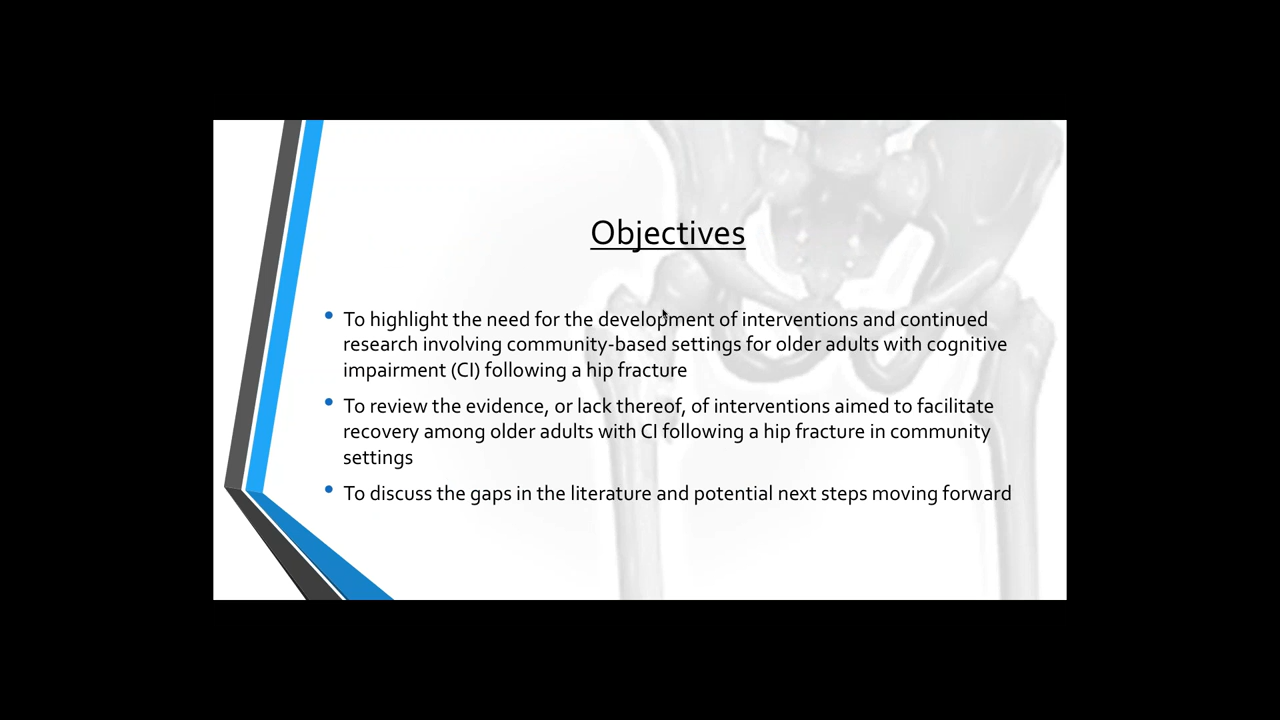 Objectives
• To highlight the need for the development of interventions and continued
research involving community-based settings for older adults with cognitive
impairment (CI) following a hip fracture
• To review the evidence, or lack thereof, of interventions aimed to facilitate
recovery among older adults with CI following a hip fracture in community
settings
• To discuss the gaps in the literature and potential next steps moving forward